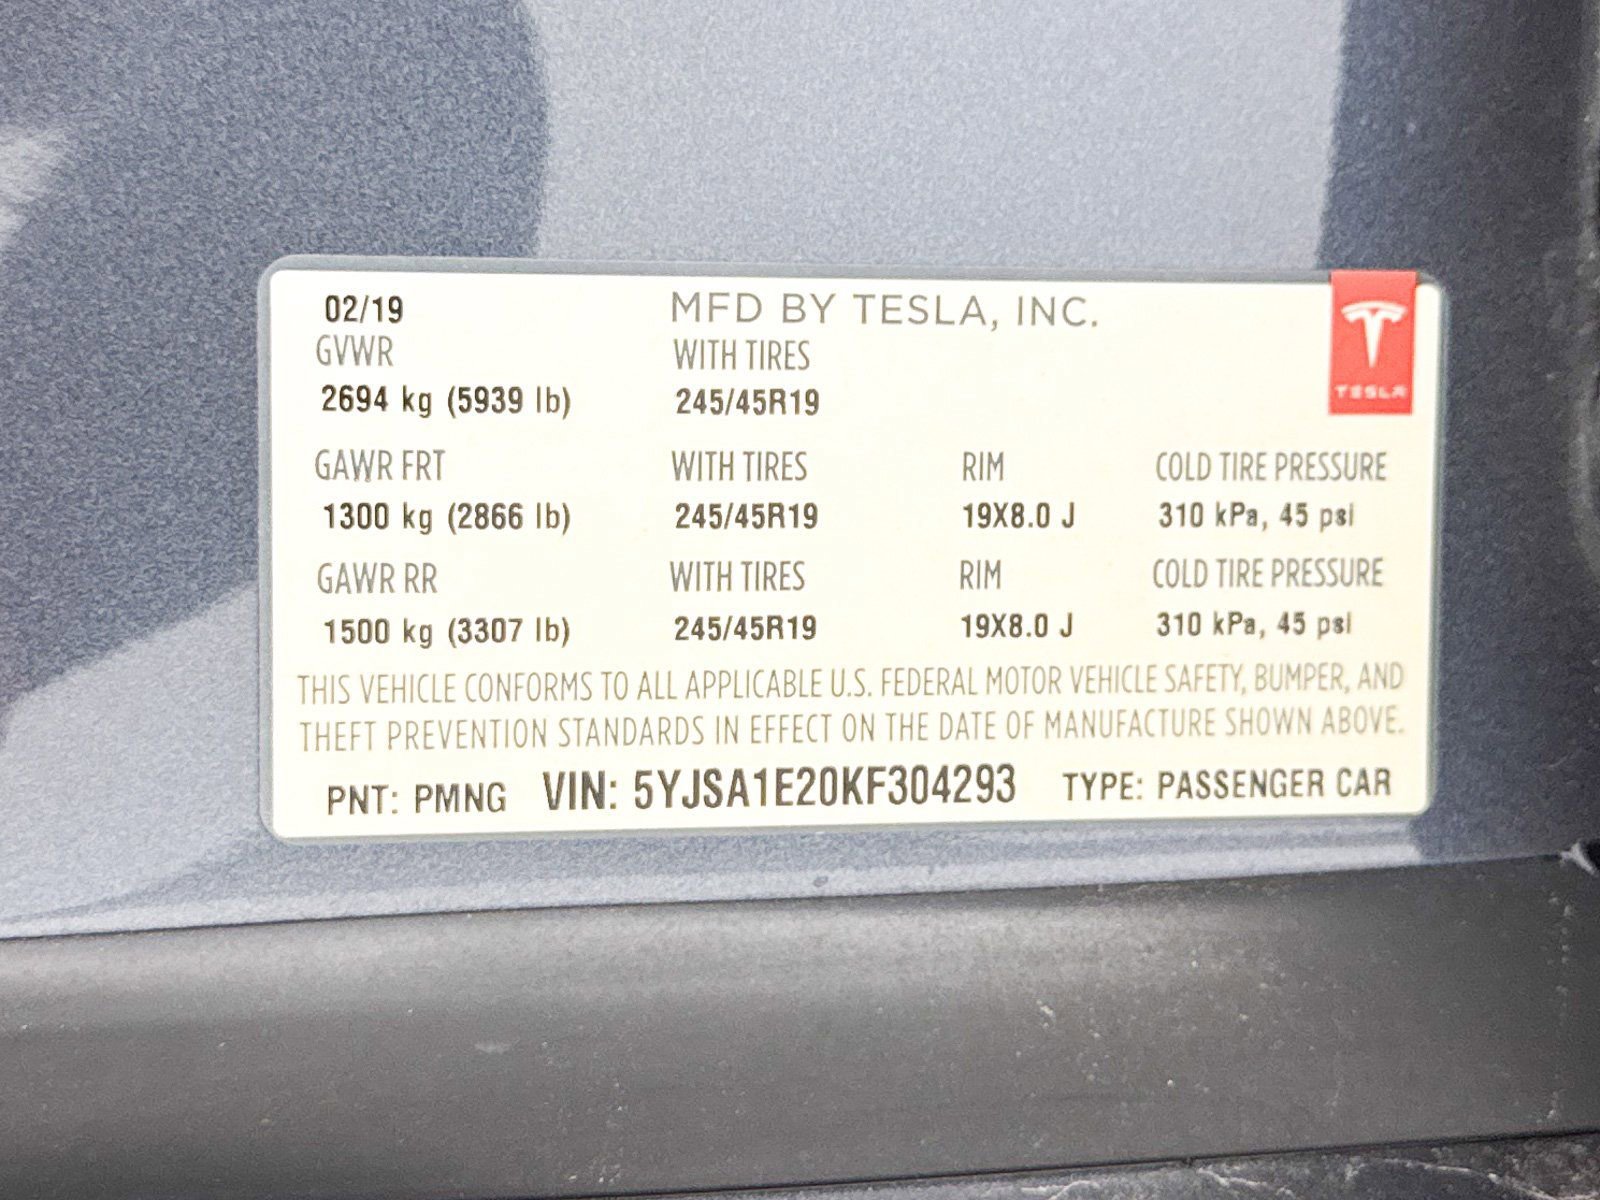 02/19 MFD BY TESLA, INC.
GVWR WITH TIRES
2694 kg (5939 lb) 245/45R19
TESLA
GAWR FRT WITH TIRES RIM COLD TIRE PRESSURE
1300 kg (2866 lb) 245/45R19 19X8.0 J 310 kPa, 45 psi
GAWR RR WITH TIRES RIM COLD TIRE PRESSURE
1500 kg (3307 lb) 245/45R19 19X8.0 J 310 kPa, 45 psi
THIS VEHICLE CONFORMS TO ALL APPLICABLE U.S. FEDERAL MOTOR VEHICLE SAFETY, BUMPER, AND
THEFT PREVENTION STANDARDS IN EFFECT ON THE DATE OF MANUFACTURE SHOWN ABOVE.
PNT: PMNG VIN: 5YJSA1E20KF304293 TYPE: PASSENGER CAR